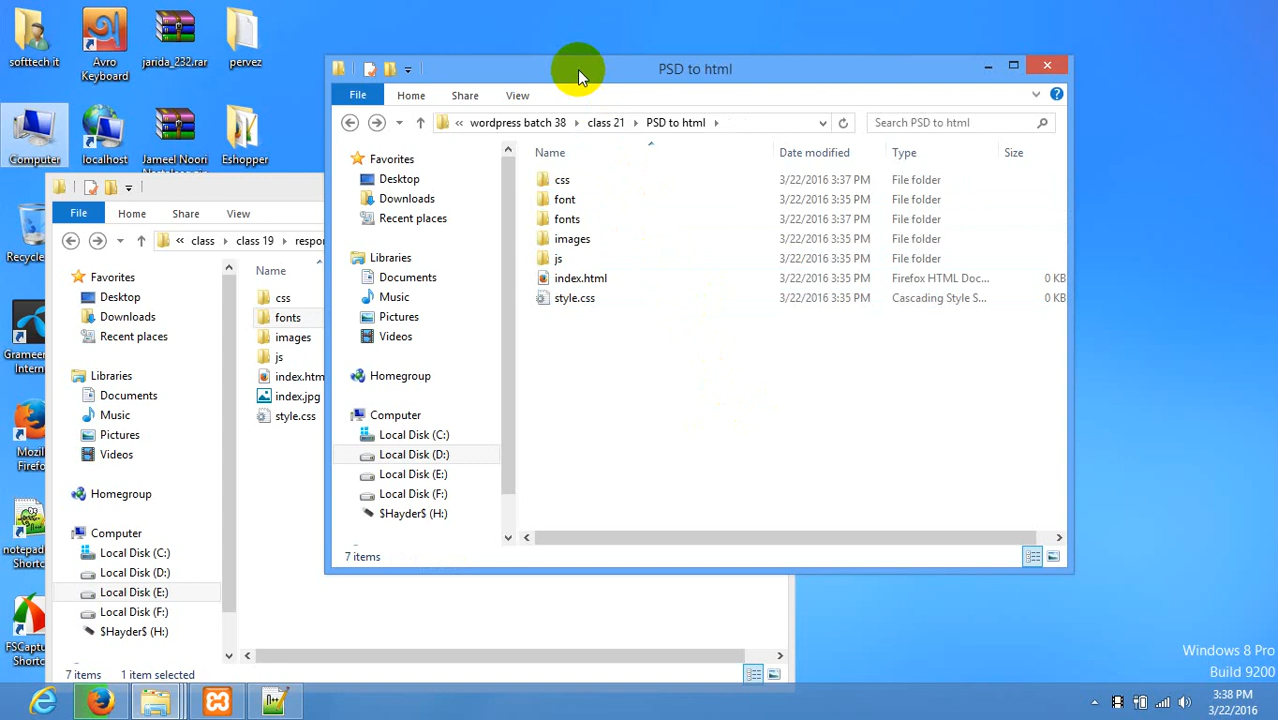 softtech it
Avro
Keyboard
jarida_232.rar
pervez
Computer
localhost
Jameel Noori
Eshopper
Recycle
Grameen
Intern
Mozil
Firefo
notepad
Shortc
FSCaptur
Shortc
PSD to html
File
Home
Share
View
wordpress batch 38
class 21
PSD to html
Search PSD to html
Name
Date modified
Type
Size
Favorites
Desktop
Downloads
Recent places
Libraries
Documents
Music
Pictures
Videos
Homegroup
Computer
Local Disk (C:)
Local Disk (D:)
Local Disk (E:)
Local Disk (F:)
$Hayder$ (H:)
css 3/22/2016 3:37 PM File folder
font 3/22/2016 3:35 PM File folder
fonts 3/22/2016 3:37 PM File folder
images 3/22/2016 3:35 PM File folder
js 3/22/2016 3:35 PM File folder
index.html 3/22/2016 3:35 PM Firefox HTML Doc... 0 KB
style.css 3/22/2016 3:35 PM Cascading Style S... 0 KB
7 items
File
Home
Share
View
class
class 19
respon
Name
Favorites
Desktop
Downloads
Recent places
Libraries
Documents
Music
Pictures
Videos
Homegroup
Computer
Local Disk (C:)
Local Disk (D:)
Local Disk (E:)
Local Disk (F:)
$Hayder$ (H:)
css
fonts
images
js
index.htm
index.jpg
style.css
7 items 1 item selected
Windows 8 Pro
Build 9200
3:38 PM
3/22/2016